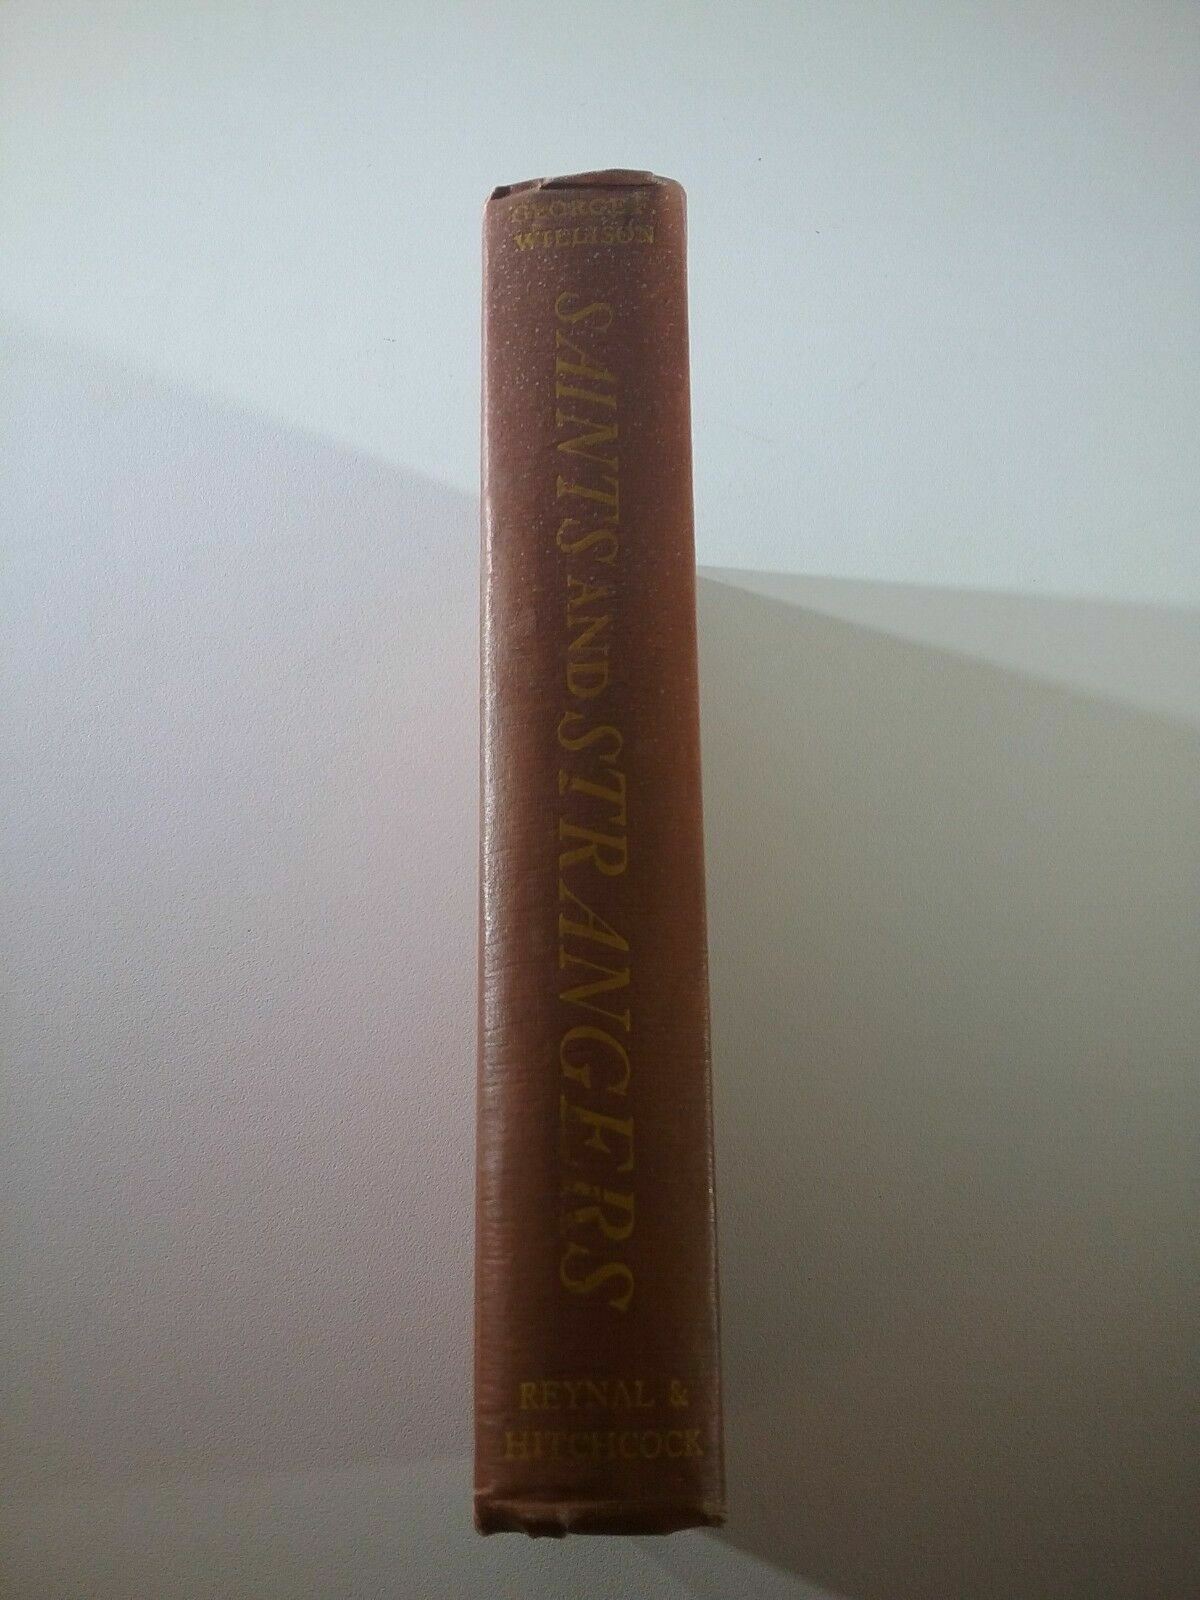 GEORGE F.
WILLISON
SAINTS AND STRANGERS
REYNAL &
HITCHCOCK